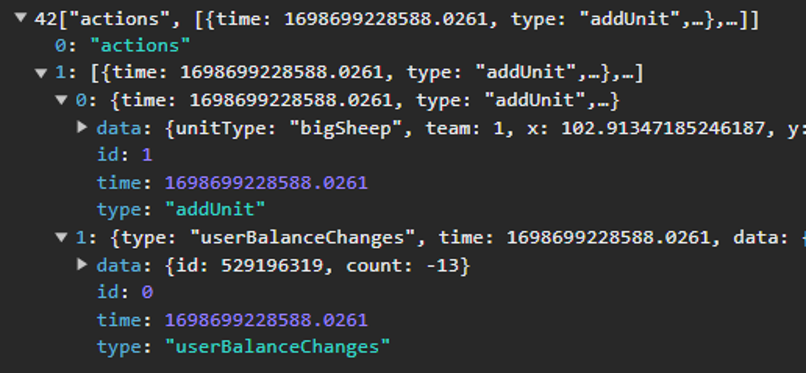 ▼ 42["actions", [{time: 1698699228588.0261, type: "addUnit",…},…]]
0: "actions"
▼ 1: [{time: 1698699228588.0261, type: "addUnit",…},…]
▼ 0: {time: 1698699228588.0261, type: "addUnit",…}
▶ data: {unitType: "bigSheep", team: 1, x: 102.91347185246187, y:
id: 1
time: 1698699228588.0261
type: "addUnit"
▼ 1: {type: "userBalanceChanges", time: 1698699228588.0261, data: {
▶ data: {id: 529196319, count: -13}
id: 0
time: 1698699228588.0261
type: "userBalanceChanges"